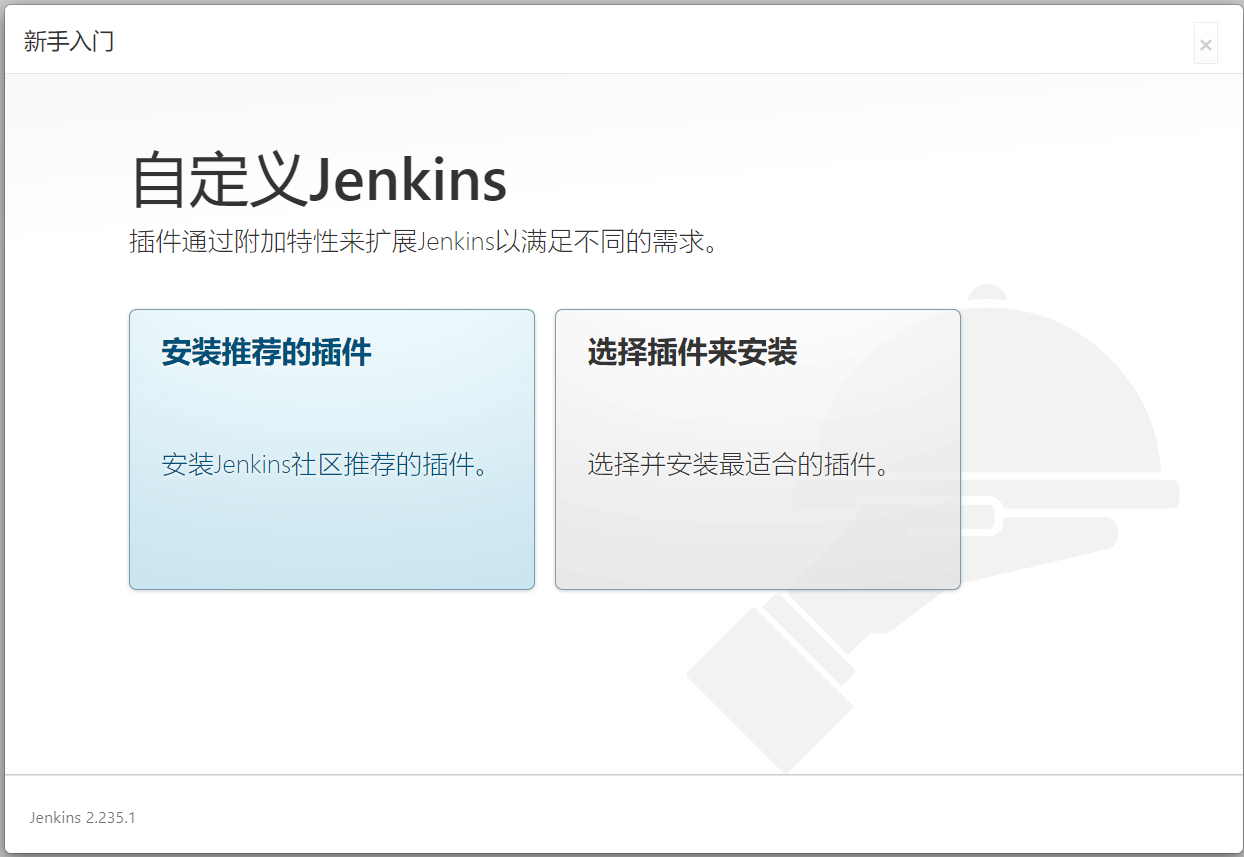 新手入门
×
自定义Jenkins
插件通过附加特性来扩展Jenkins以满足不同的需求。
安装推荐的插件
安装Jenkins社区推荐的插件。
选择插件来安装
选择并安装最适合的插件。
Jenkins 2.235.1